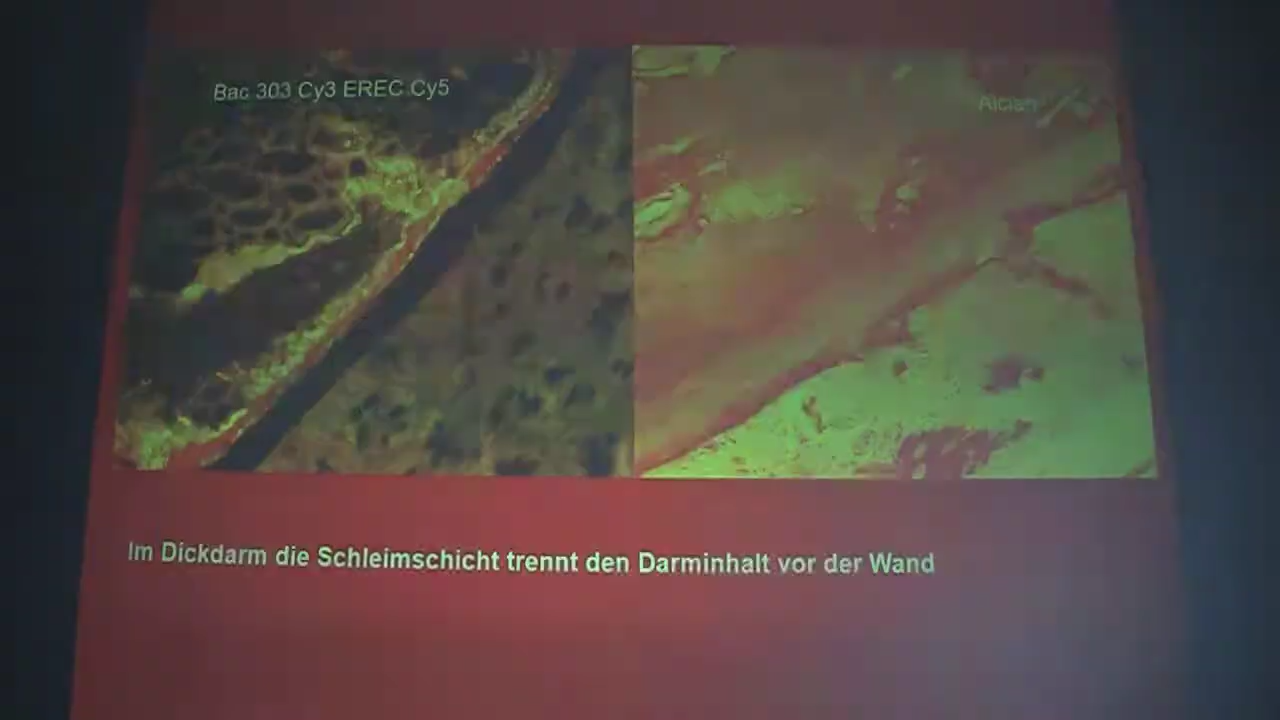 Bac 303 Cy3 EREC Cy5
Alcian
Im Dickdarm die Schleimschicht trennt den Darminhalt vor der Wand